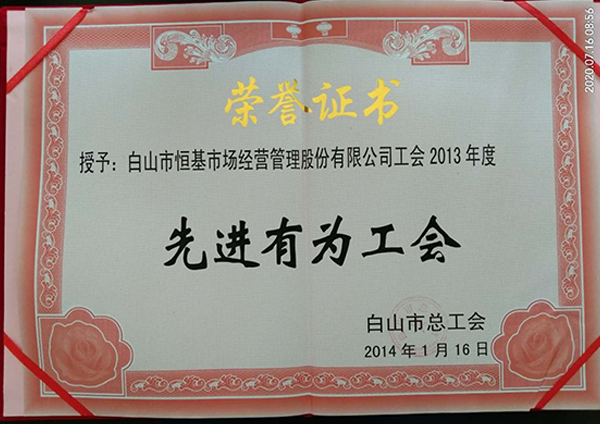 荣誉证书
授予：白山市恒基市场经营管理股份有限公司工会 2013 年度
先进有为工会
白山市总工会
2014 年 1 月 16 日
2020.07.16 08:56